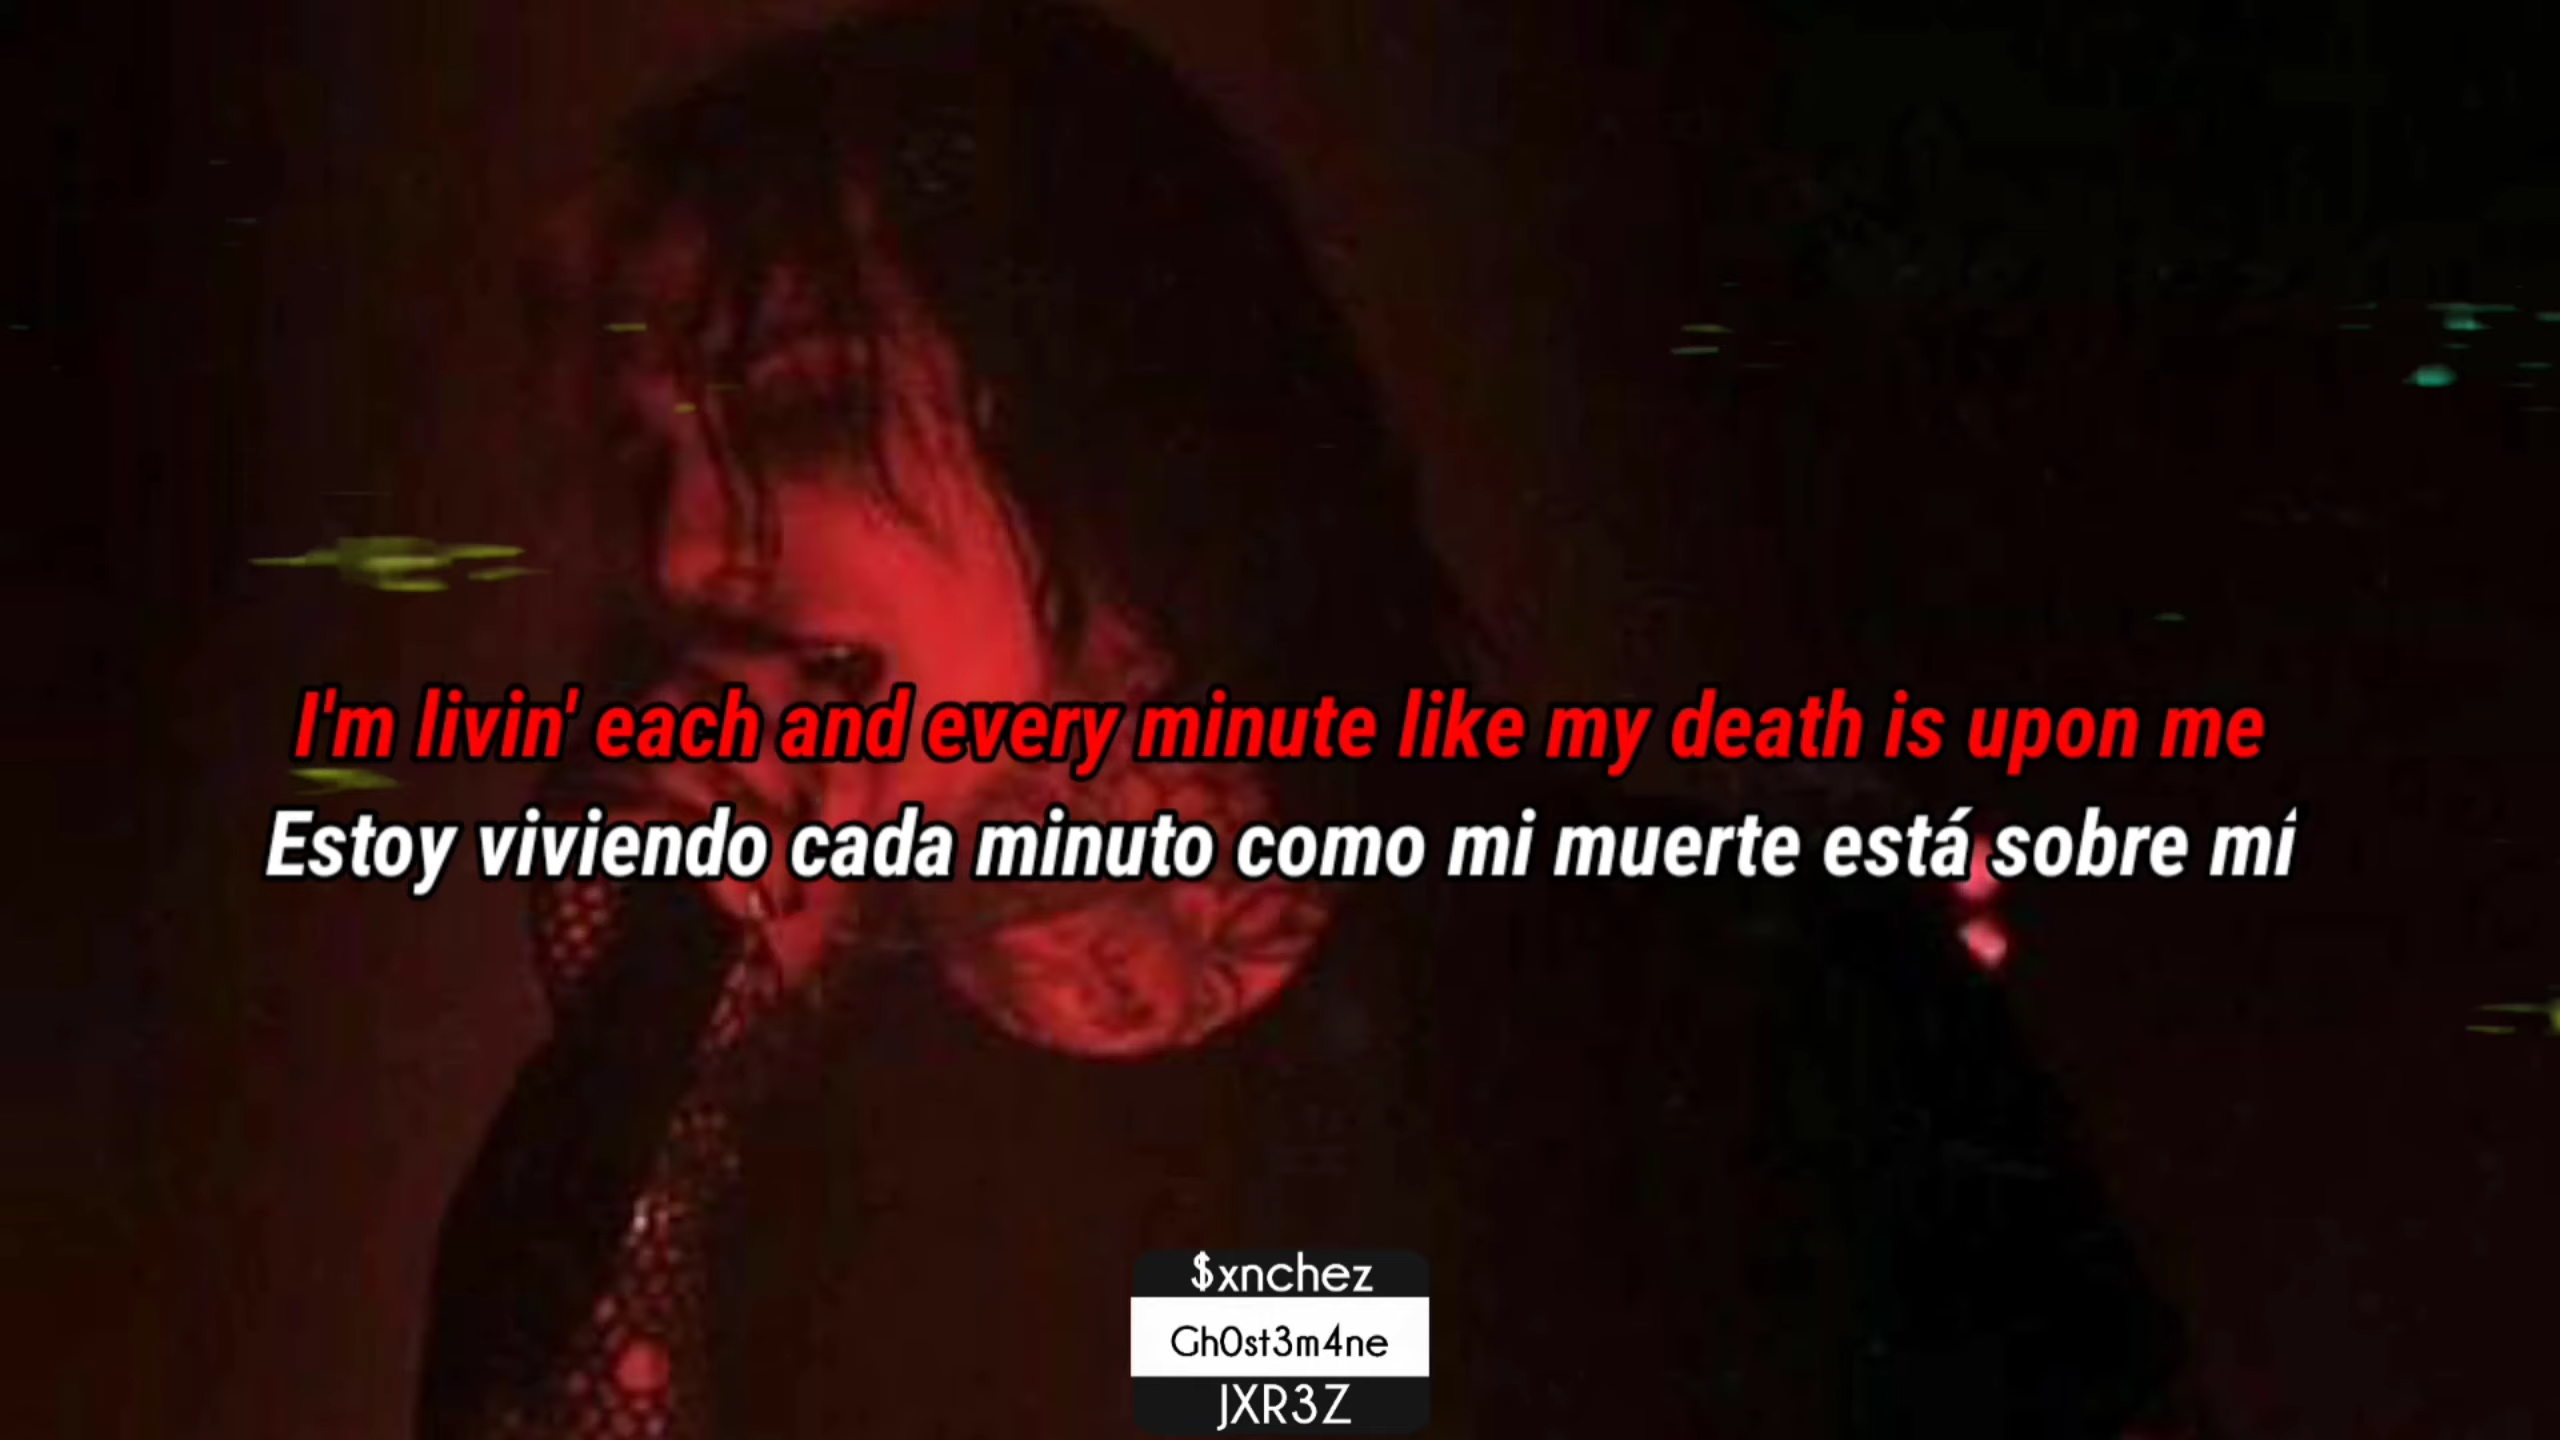 I'm livin' each and every minute like my death is upon me
Estoy viviendo cada minuto como mi muerte está sobre mí
$xnchez
Gh0st3m4ne
JXR3Z